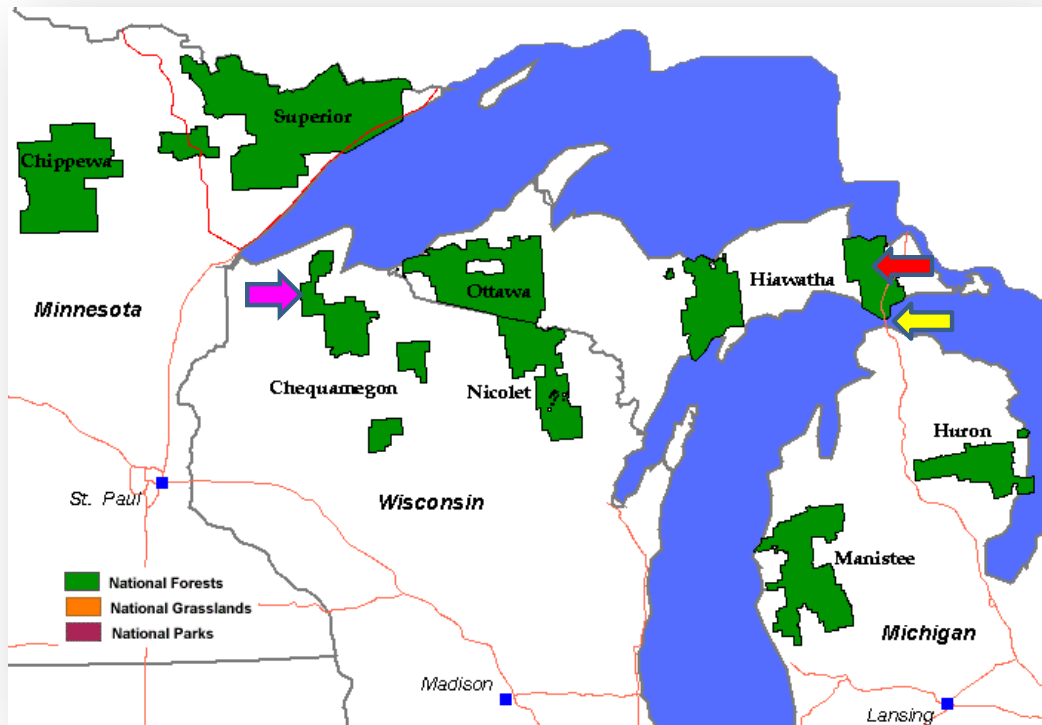 Superior
Chippewa
Hiawatha
Ottawa
Minnesota
Chequamegon
Nicolet
Huron
St. Paul
Wisconsin
Manistee
National Forests
National Grasslands
National Parks
Michigan
Madison
Lansing